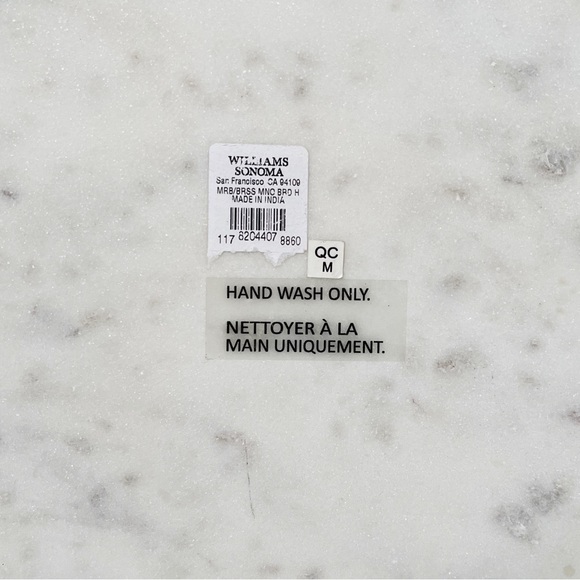 WILLIAMS
SONOMA
San Francisco CA 94109
MRB/BRSS MNO BRD H
MADE IN INDIA
117 8204407 8860
QC
M
HAND WASH ONLY.
NETTOYER À LA
MAIN UNIQUEMENT.